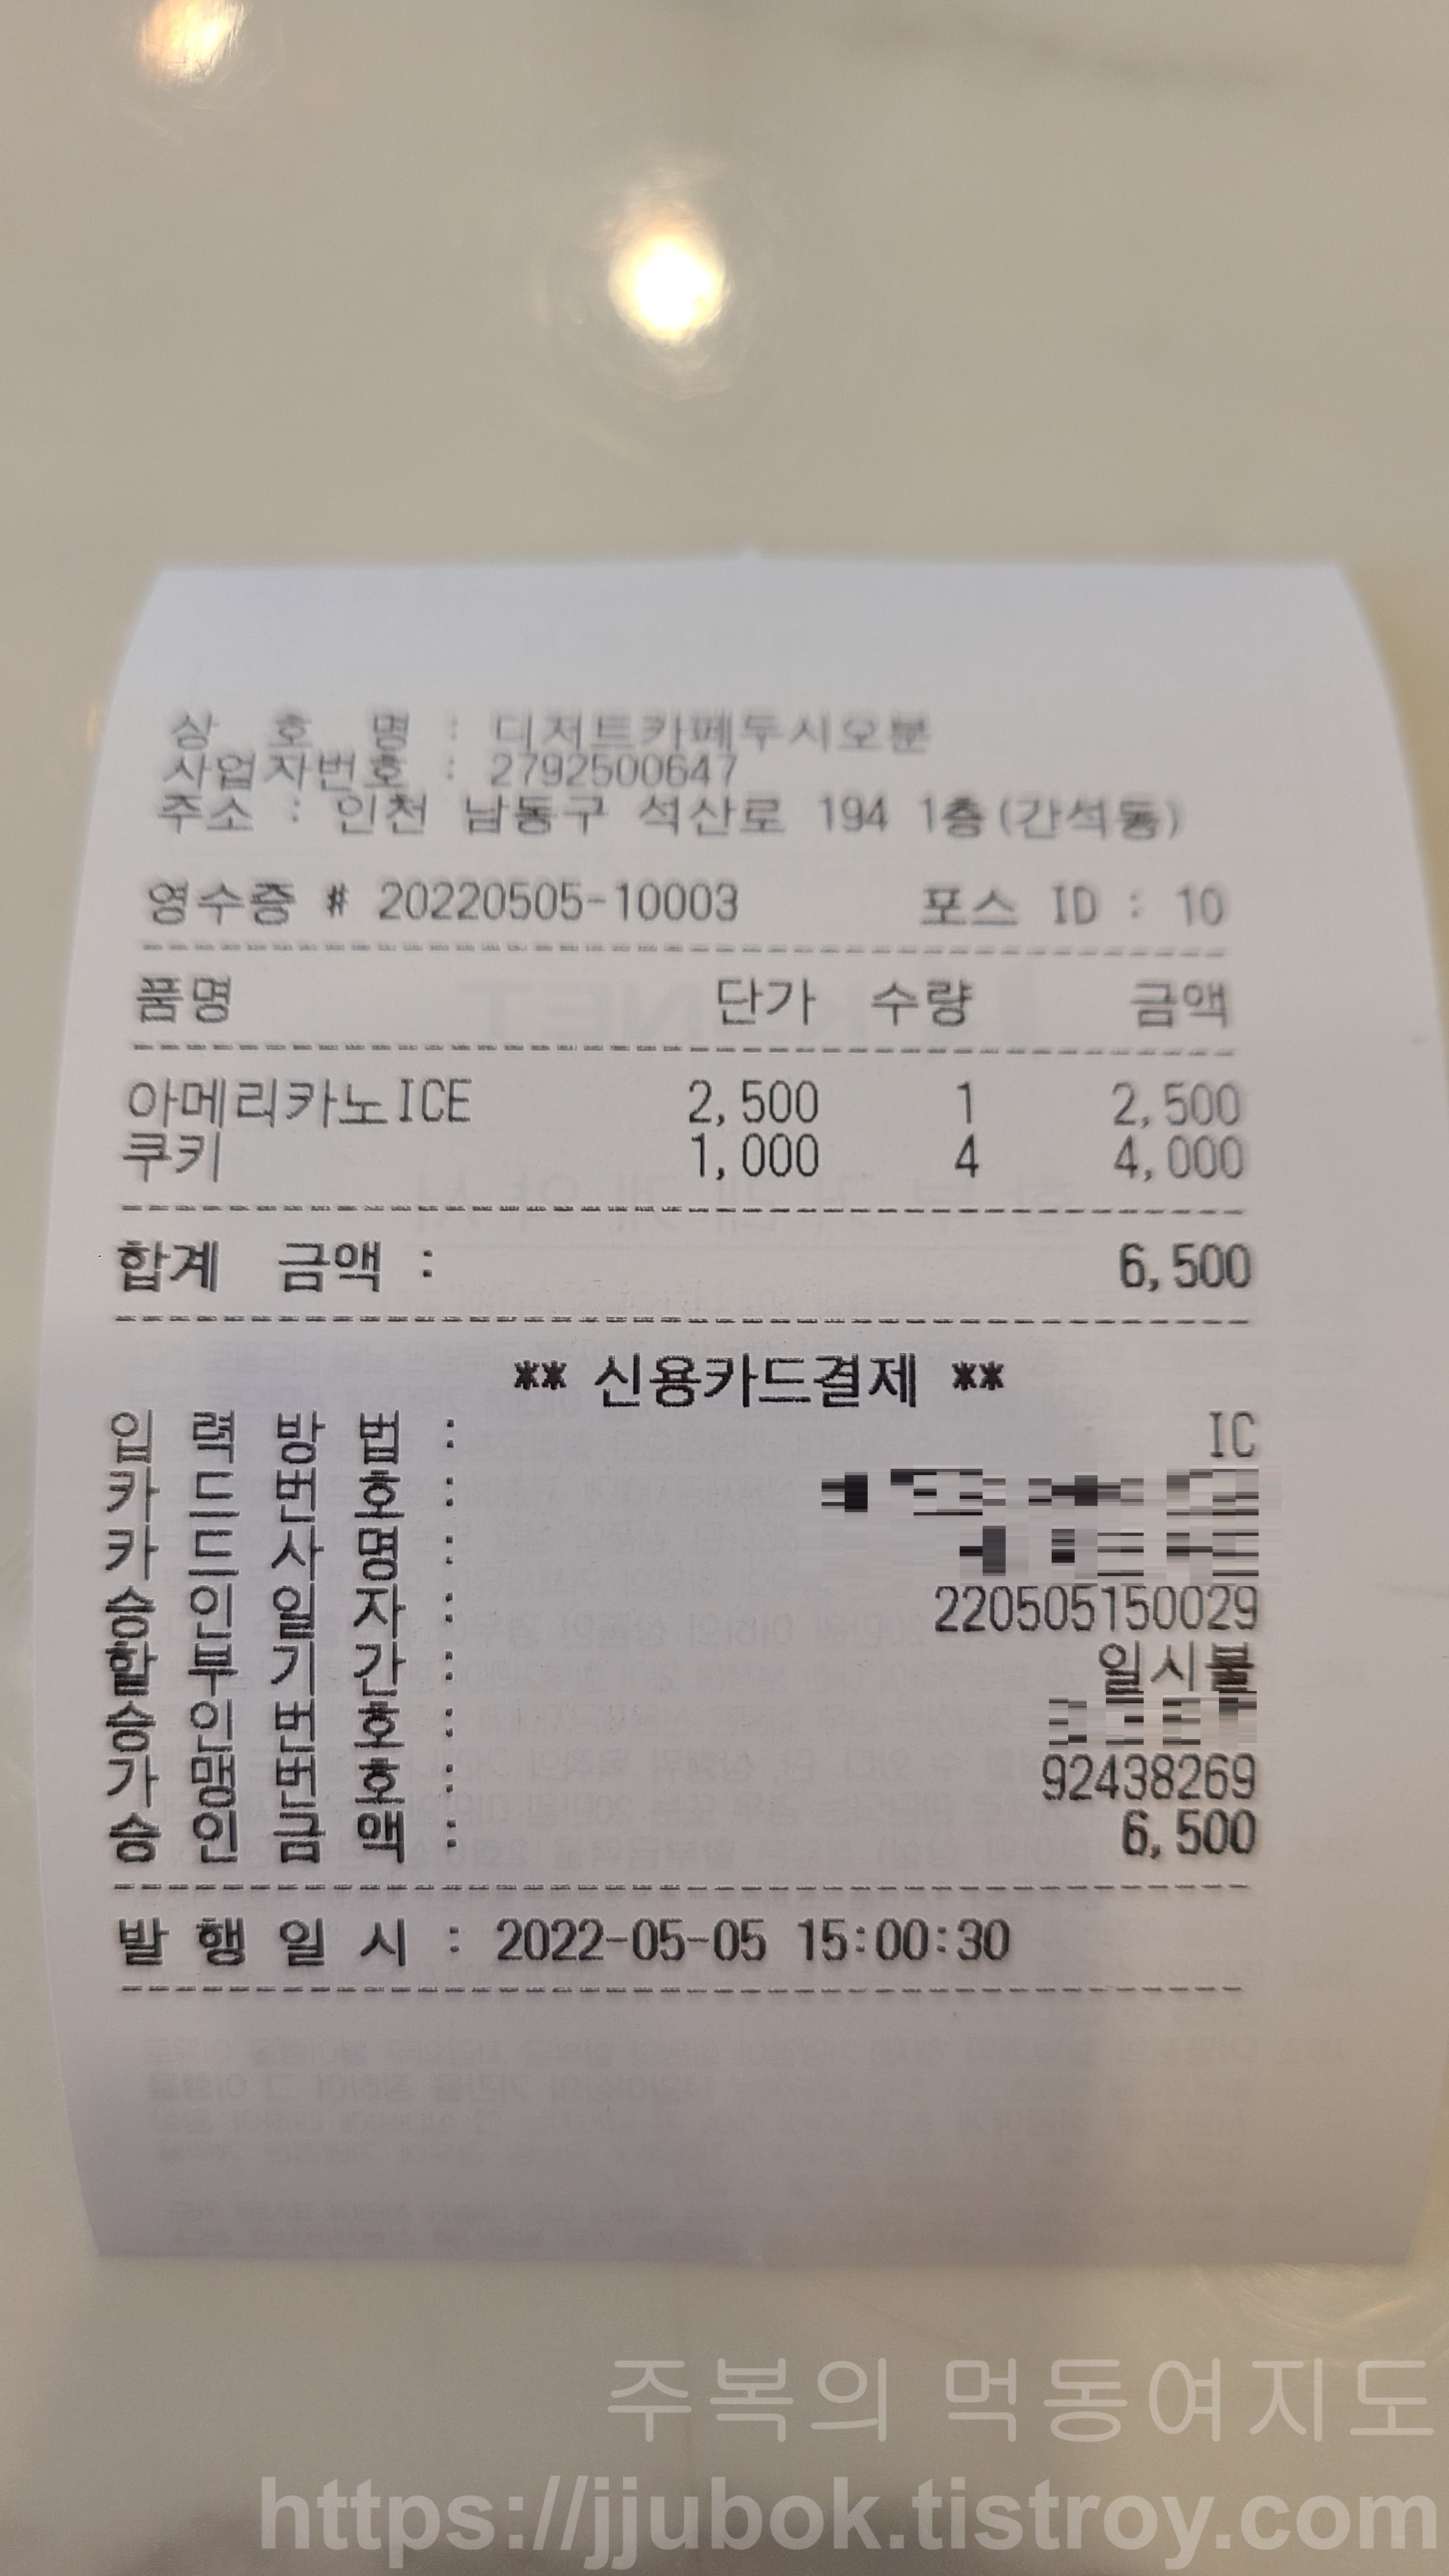 상 호 명 : 디저트카페두시오분
사업자번호 : 2792500647
주소 : 인천 남동구 석산로 194 1층(간석동)
영수증 # 20220505-10003 포스 ID : 10
품명 단가 수량 금액
아메리카노ICE 2,500 1 2,500
쿠키 1,000 4 4,000
합계 금액 : 6,500
** 신용카드결제 **
입 력 방 법 : IC
카 드 번 호 :
카 드 사 명 :
승 인 일 자 : 220505150029
할 부 기 간 : 일시불
승 인 번 호 :
가 맹 번 호 : 92438269
승 인 금 액 : 6,500
발 행 일 시 : 2022-05-05 15:00:30
주복의 먹동여지도
https://jjubok.tistroy.com